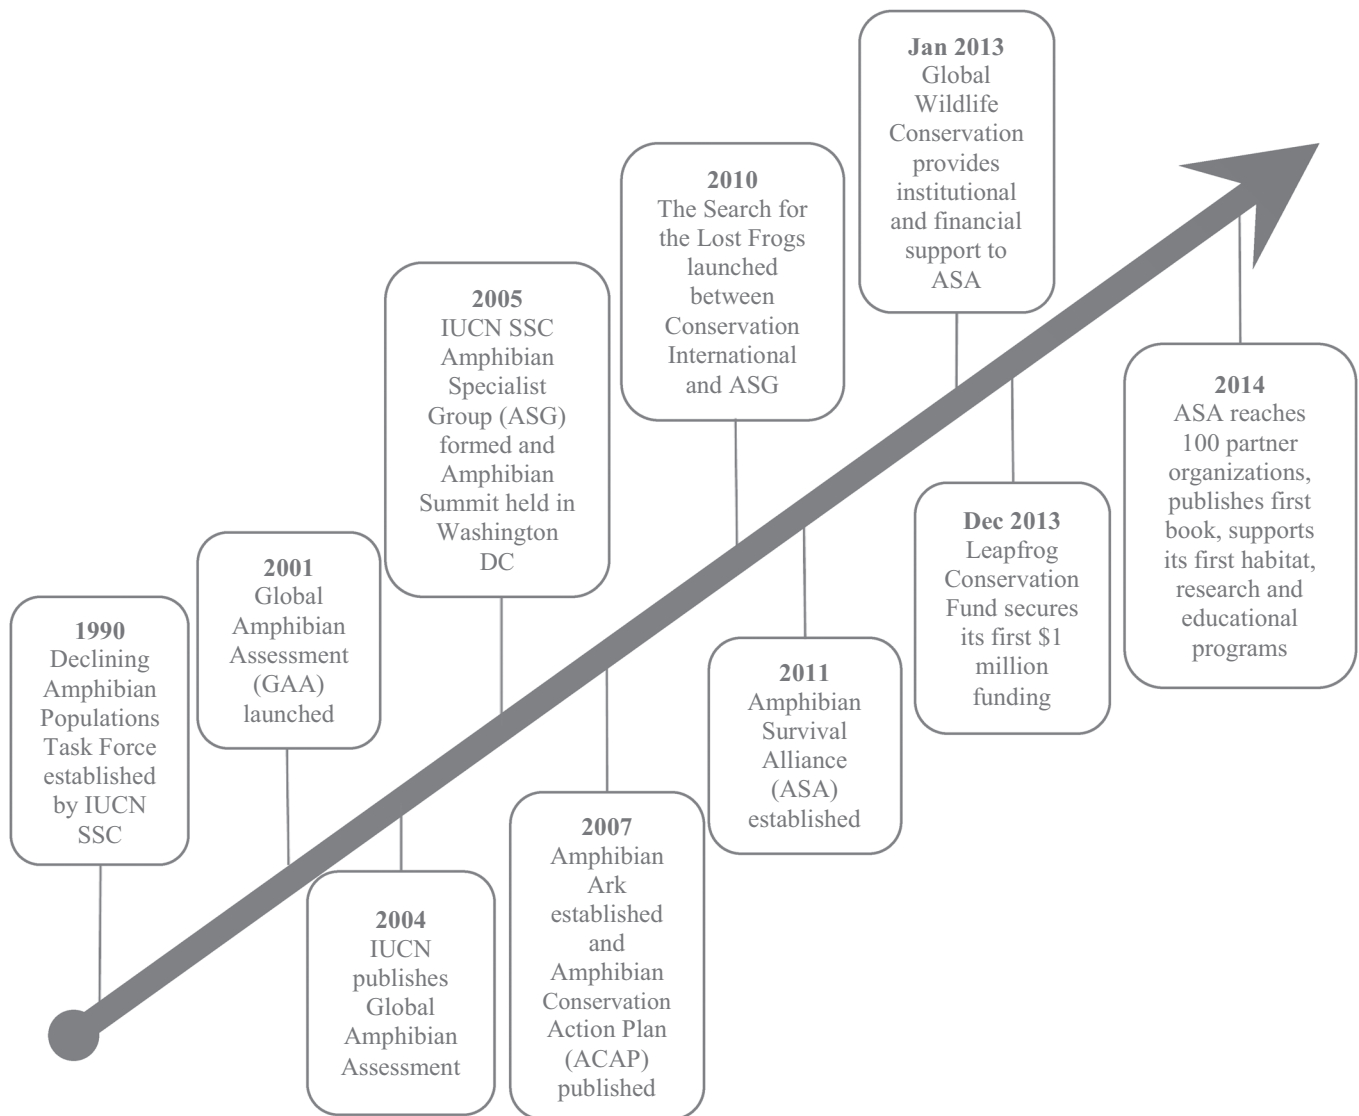 1990
Declining
Amphibian
Populations
Task Force
established
by IUCN
SSC
2001
Global
Amphibian
Assessment
(GAA)
launched
2004
IUCN
publishes
Global
Amphibian
Assessment
2005
IUCN SSC
Amphibian
Specialist
Group (ASG)
formed and
Amphibian
Summit held in
Washington
DC
2007
Amphibian
Ark
established
and
Amphibian
Conservation
Action Plan
(ACAP)
published
2010
The Search for
the Lost Frogs
launched
between
Conservation
International
and ASG
2011
Amphibian
Survival
Alliance
(ASA)
established
Jan 2013
Global
Wildlife
Conservation
provides
institutional
and financial
support to
ASA
Dec 2013
Leapfrog
Conservation
Fund secures
its first $1
million
funding
2014
ASA reaches
100 partner
organizations,
publishes first
book, supports
its first habitat,
research and
educational
programs